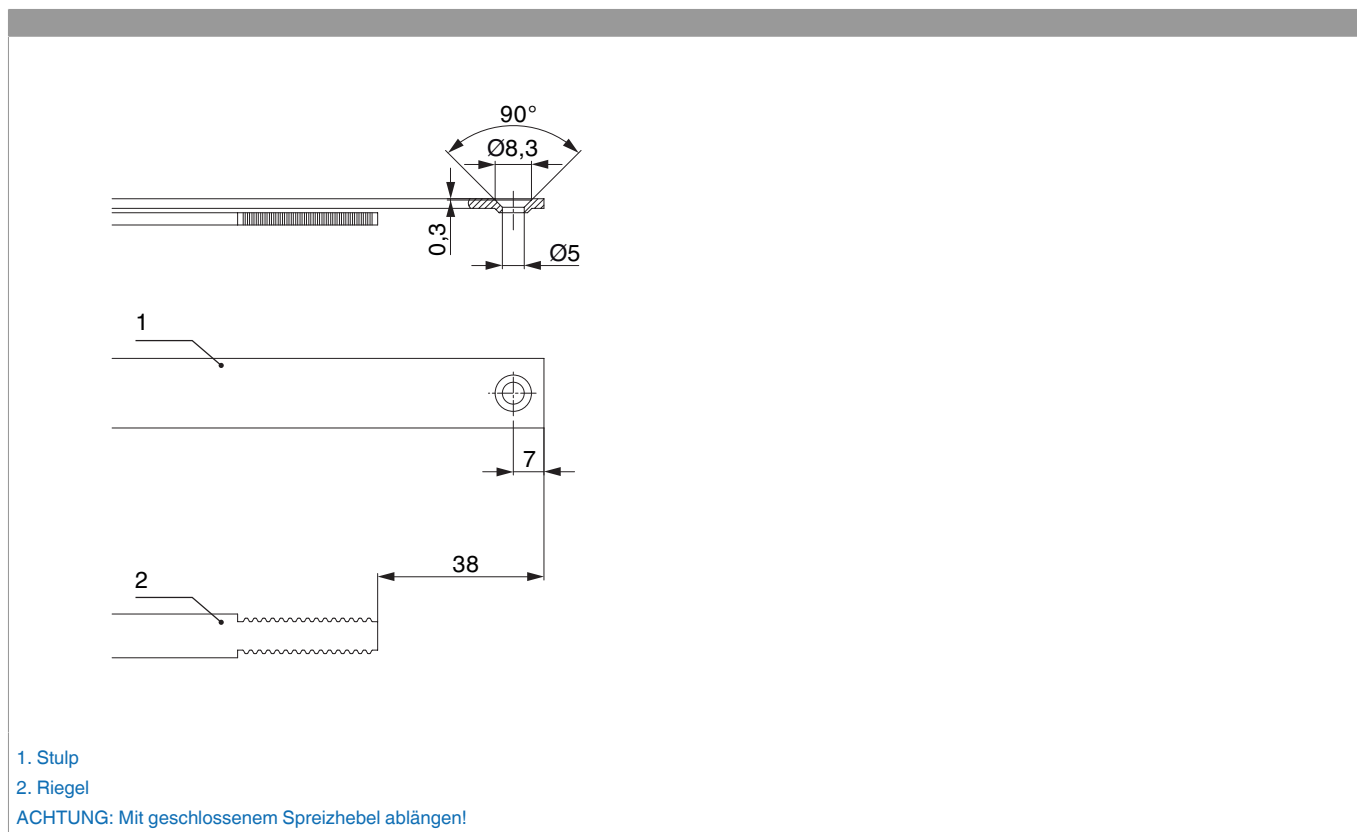 90°
Ø8,3
0,3
Ø5
1
7
38
2
1. Stulp
2. Riegel
ACHTUNG: Mit geschlossenem Spreizhebel ablängen!